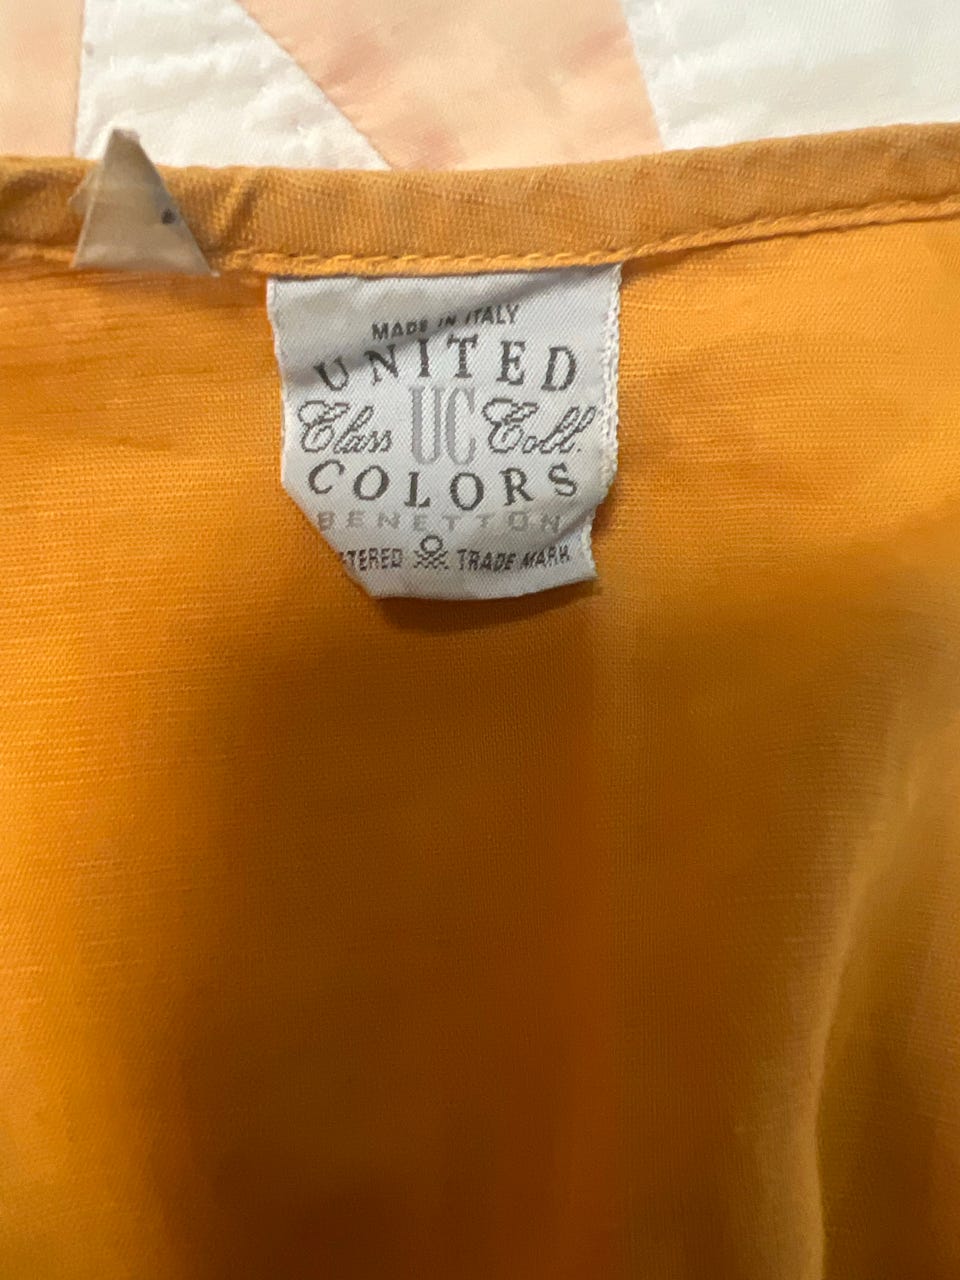 MADE IN ITALY
UNITED
Class UC Coll.
COLORS
BENETTON
TRADE MARK